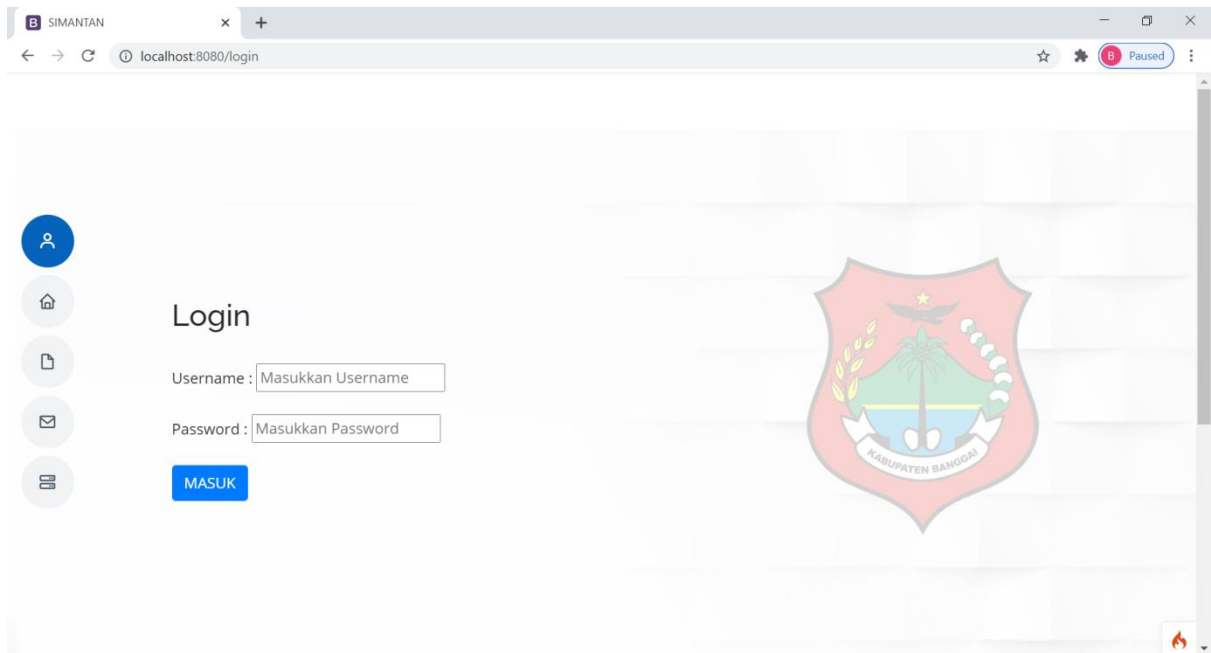 B SIMANTAN
localhost:8080/login
B Paused
Login
Username : Masukkan Username
Password : Masukkan Password
MASUK
KABUPATEN BANGGAI